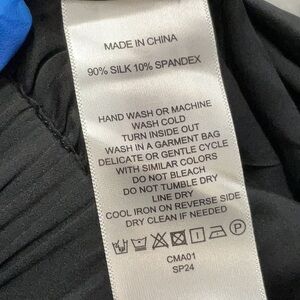 MADE IN CHINA
90% SILK 10% SPANDEX
HAND WASH OR MACHINE
WASH COLD
TURN INSIDE OUT
WASH IN A GARMENT BAG
DELICATE OR GENTLE CYCLE
WITH SIMILAR COLORS
DO NOT BLEACH
DO NOT TUMBLE DRY
LINE DRY
COOL IRON ON REVERSE SIDE
DRY CLEAN IF NEEDED
P
CMA01
SP24